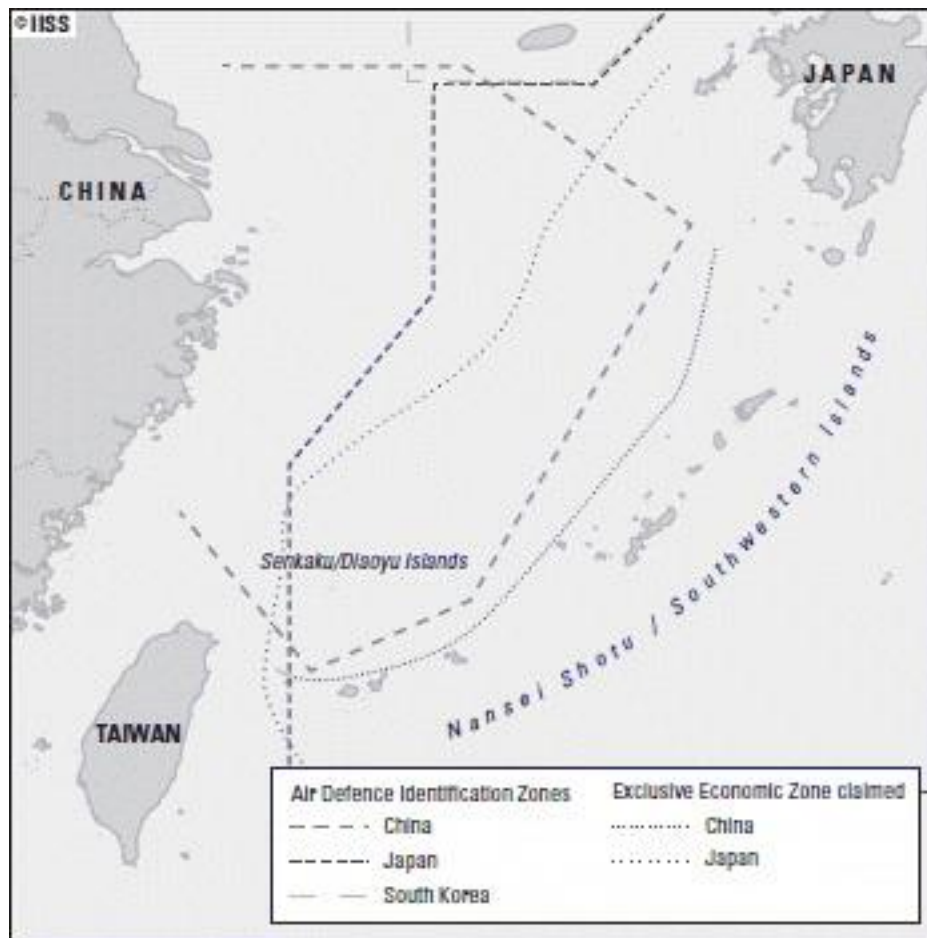 ©IISS
JAPAN
CHINA
Senkaku/Diaoyu Islands
Nansei Shotu / Southwestern Islands
TAIWAN
Air Defence Identification Zones
China
Japan
South Korea
Exclusive Economic Zone claimed
China
Japan